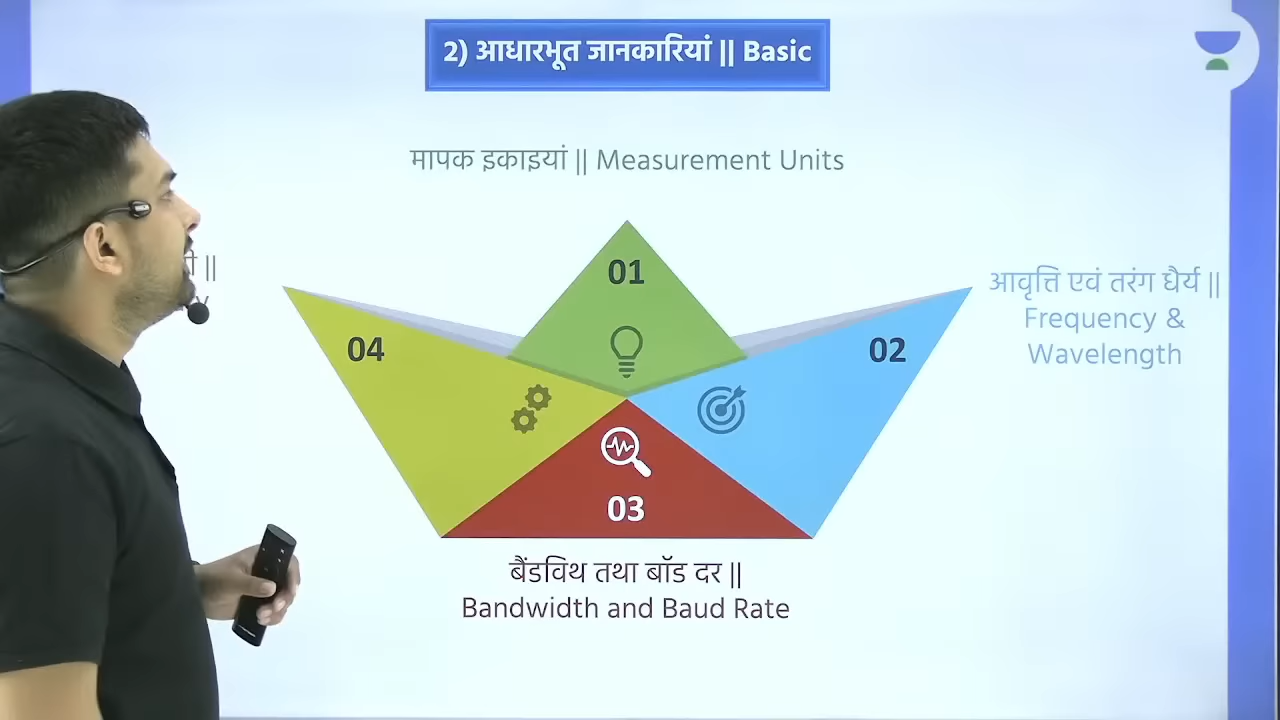 2) आधारभूत जानकारियां || Basic
मापक इकाइयां || Measurement Units
01
||
आवृत्ति एवं तरंग धैर्य ||
Frequency &
Wavelength
04
02
03
बैंडविथ तथा बॉड दर ||
Bandwidth and Baud Rate